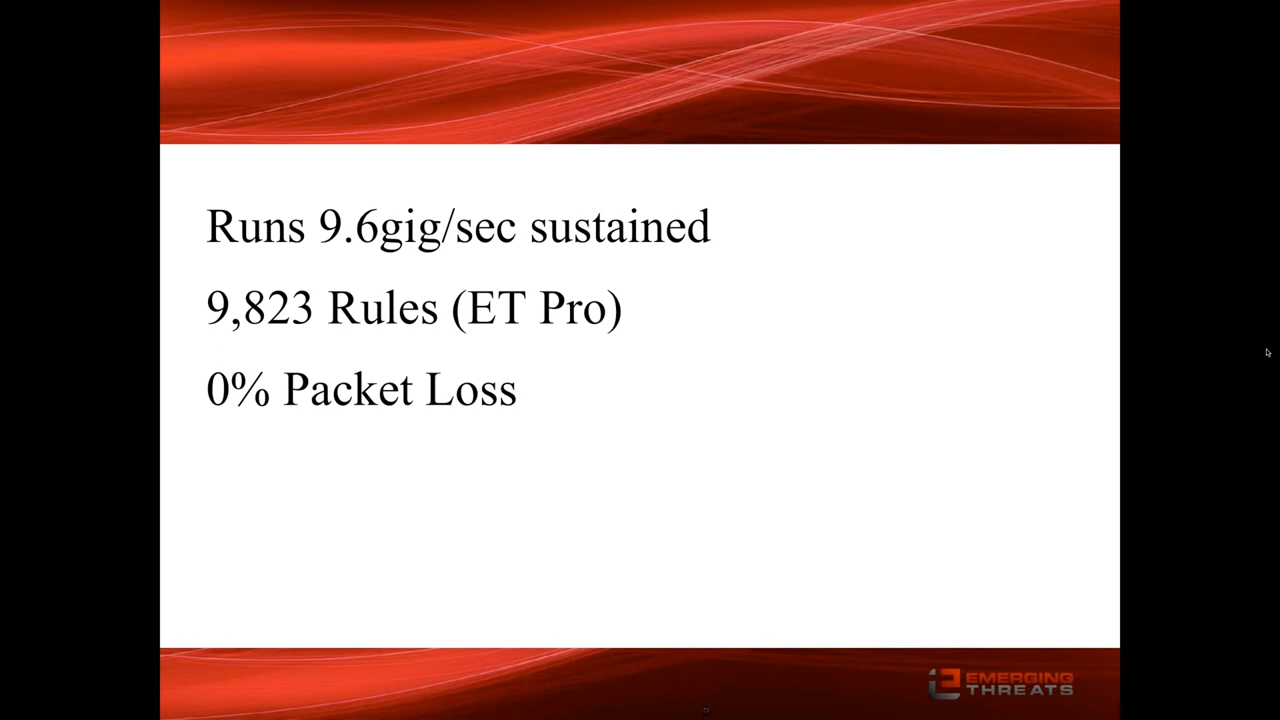 Runs 9.6gig/sec sustained
9,823 Rules (ET Pro)
0% Packet Loss
EMERGING
THREATS